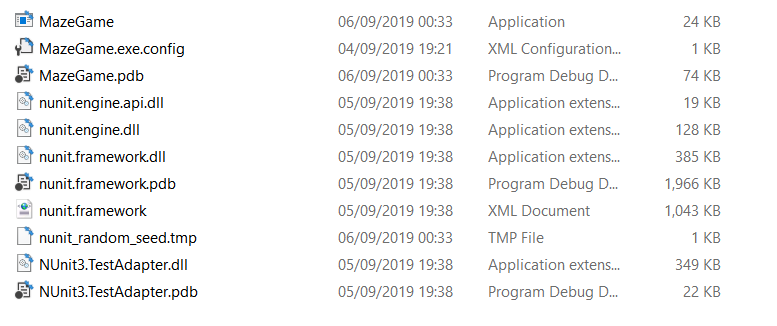 MazeGame 06/09/2019 00:33 Application 24 KB
MazeGame.exe.config 04/09/2019 19:21 XML Configuration... 1 KB
MazeGame.pdb 06/09/2019 00:33 Program Debug D... 74 KB
nunit.engine.api.dll 05/09/2019 19:38 Application extens... 19 KB
nunit.engine.dll 05/09/2019 19:38 Application extens... 128 KB
nunit.framework.dll 05/09/2019 19:38 Application extens... 385 KB
nunit.framework.pdb 05/09/2019 19:38 Program Debug D... 1,966 KB
nunit.framework 05/09/2019 19:38 XML Document 1,043 KB
nunit_random_seed.tmp 06/09/2019 00:33 TMP File 1 KB
NUnit3.TestAdapter.dll 05/09/2019 19:38 Application extens... 349 KB
NUnit3.TestAdapter.pdb 05/09/2019 19:38 Program Debug D... 22 KB